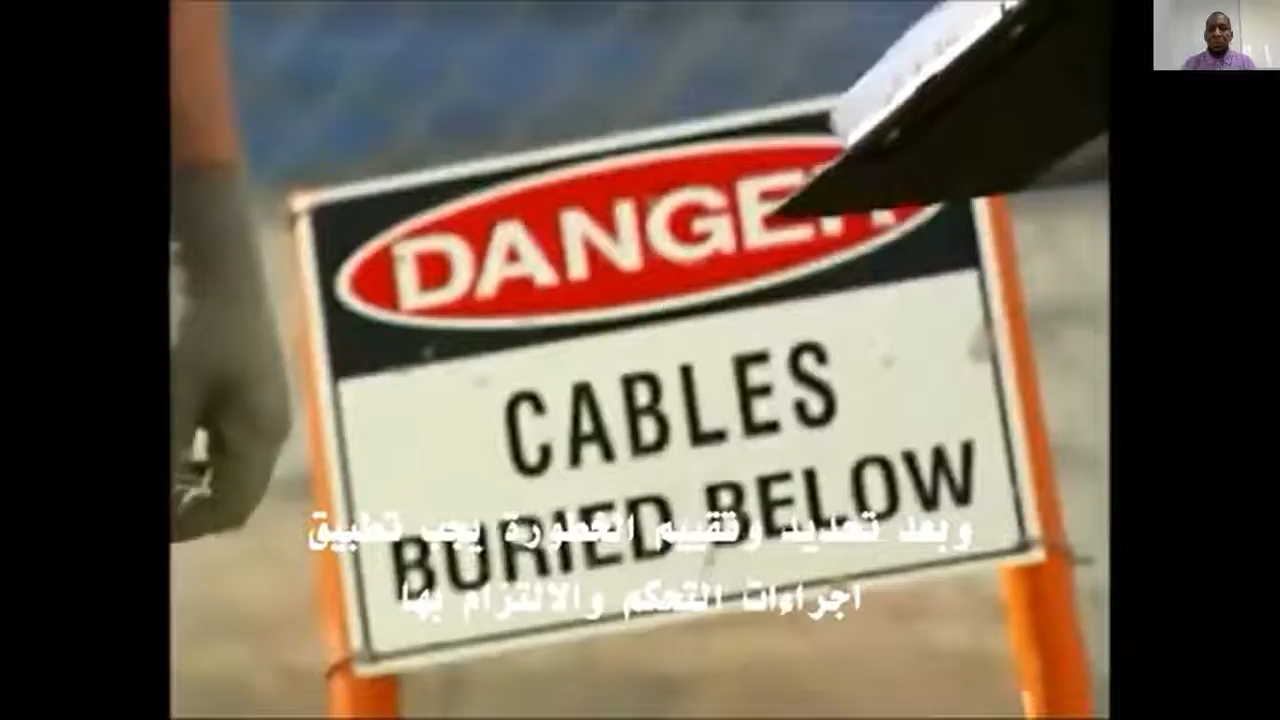 DANGER
CABLES
BURIED BELOW
وبعد تحديد وتقييم الخطورة يجب تطبيق
اجراءات التحكم والالتزام بها